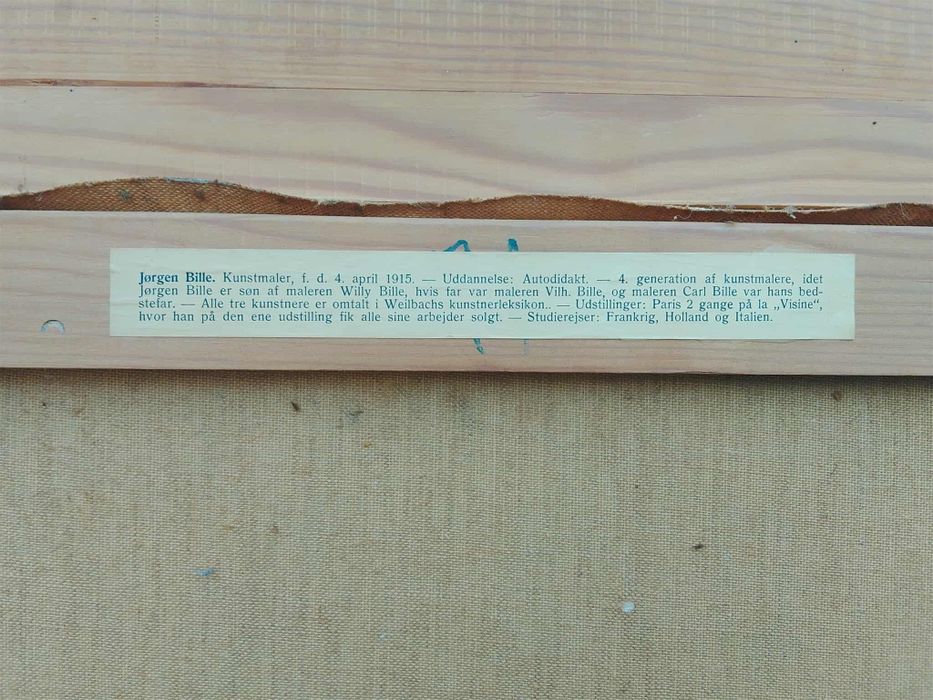 Jørgen Bille. Kunstmaler, f. d. 4. april 1915. — Uddannelse: Autodidakt. — 4. generation af kunstmalere, idet
Jørgen Bille er søn af maleren Willy Bille, hvis far var maleren Vilh. Bille, og maleren Carl Bille var hans bed-
stefar. — Alle tre kunstnere er omtalt i Weilbachs kunstnerleksikon. — Udstillinger: Paris 2 gange på la „Visine“,
hvor han på den ene udstilling fik alle sine arbejder solgt. — Studierejser: Frankrig, Holland og Italien.